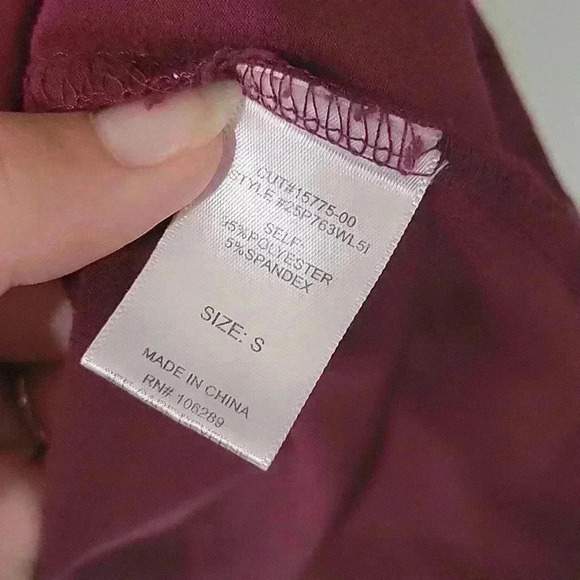 CUT#15775-00
STYLE #25P763WL5I
SELF:
95%POLYESTER
5%SPANDEX
SIZE: S
MADE IN CHINA
RN# 106289